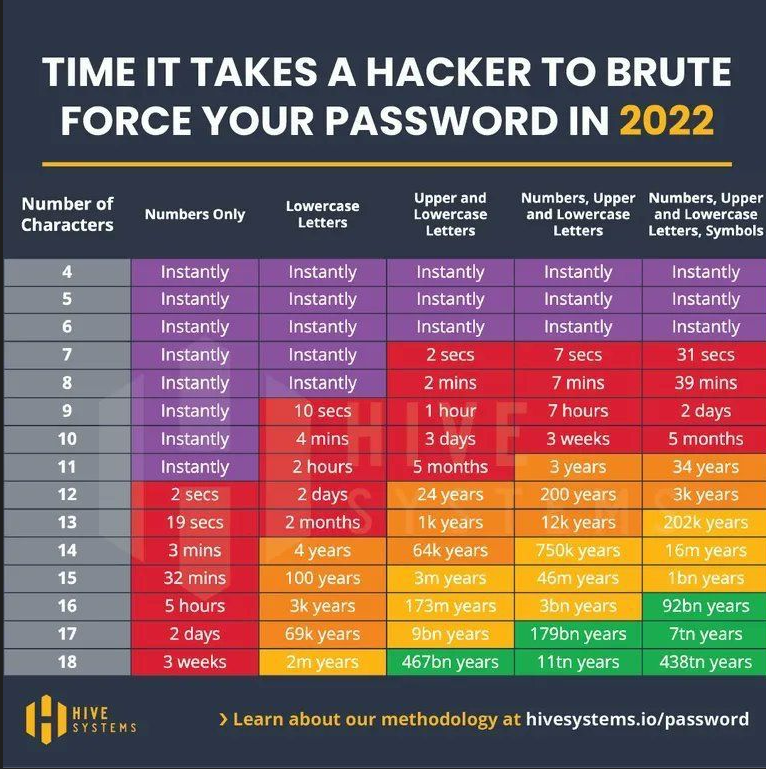 TIME IT TAKES A HACKER TO BRUTE
FORCE YOUR PASSWORD IN 2022
Number of Characters Numbers Only Lowercase Letters Upper and Lowercase Letters Numbers, Upper and Lowercase Letters Numbers, Upper and Lowercase Letters, Symbols
4 Instantly Instantly Instantly Instantly Instantly
5 Instantly Instantly Instantly Instantly Instantly
6 Instantly Instantly Instantly Instantly Instantly
7 Instantly Instantly 2 secs 7 secs 31 secs
8 Instantly Instantly 2 mins 7 mins 39 mins
9 Instantly 10 secs 1 hour 7 hours 2 days
10 Instantly 4 mins 3 days 3 weeks 5 months
11 Instantly 2 hours 5 months 3 years 34 years
12 2 secs 2 days 24 years 200 years 3k years
13 19 secs 2 months 1k years 12k years 202k years
14 3 mins 4 years 64k years 750k years 16m years
15 32 mins 100 years 3m years 46m years 1bn years
16 5 hours 3k years 173m years 3bn years 92bn years
17 2 days 69k years 9bn years 179bn years 7tn years
18 3 weeks 2m years 467bn years 11tn years 438tn years
HIVE
SYSTEMS
HIVE
SYSTEMS
› Learn about our methodology at hivesystems.io/password